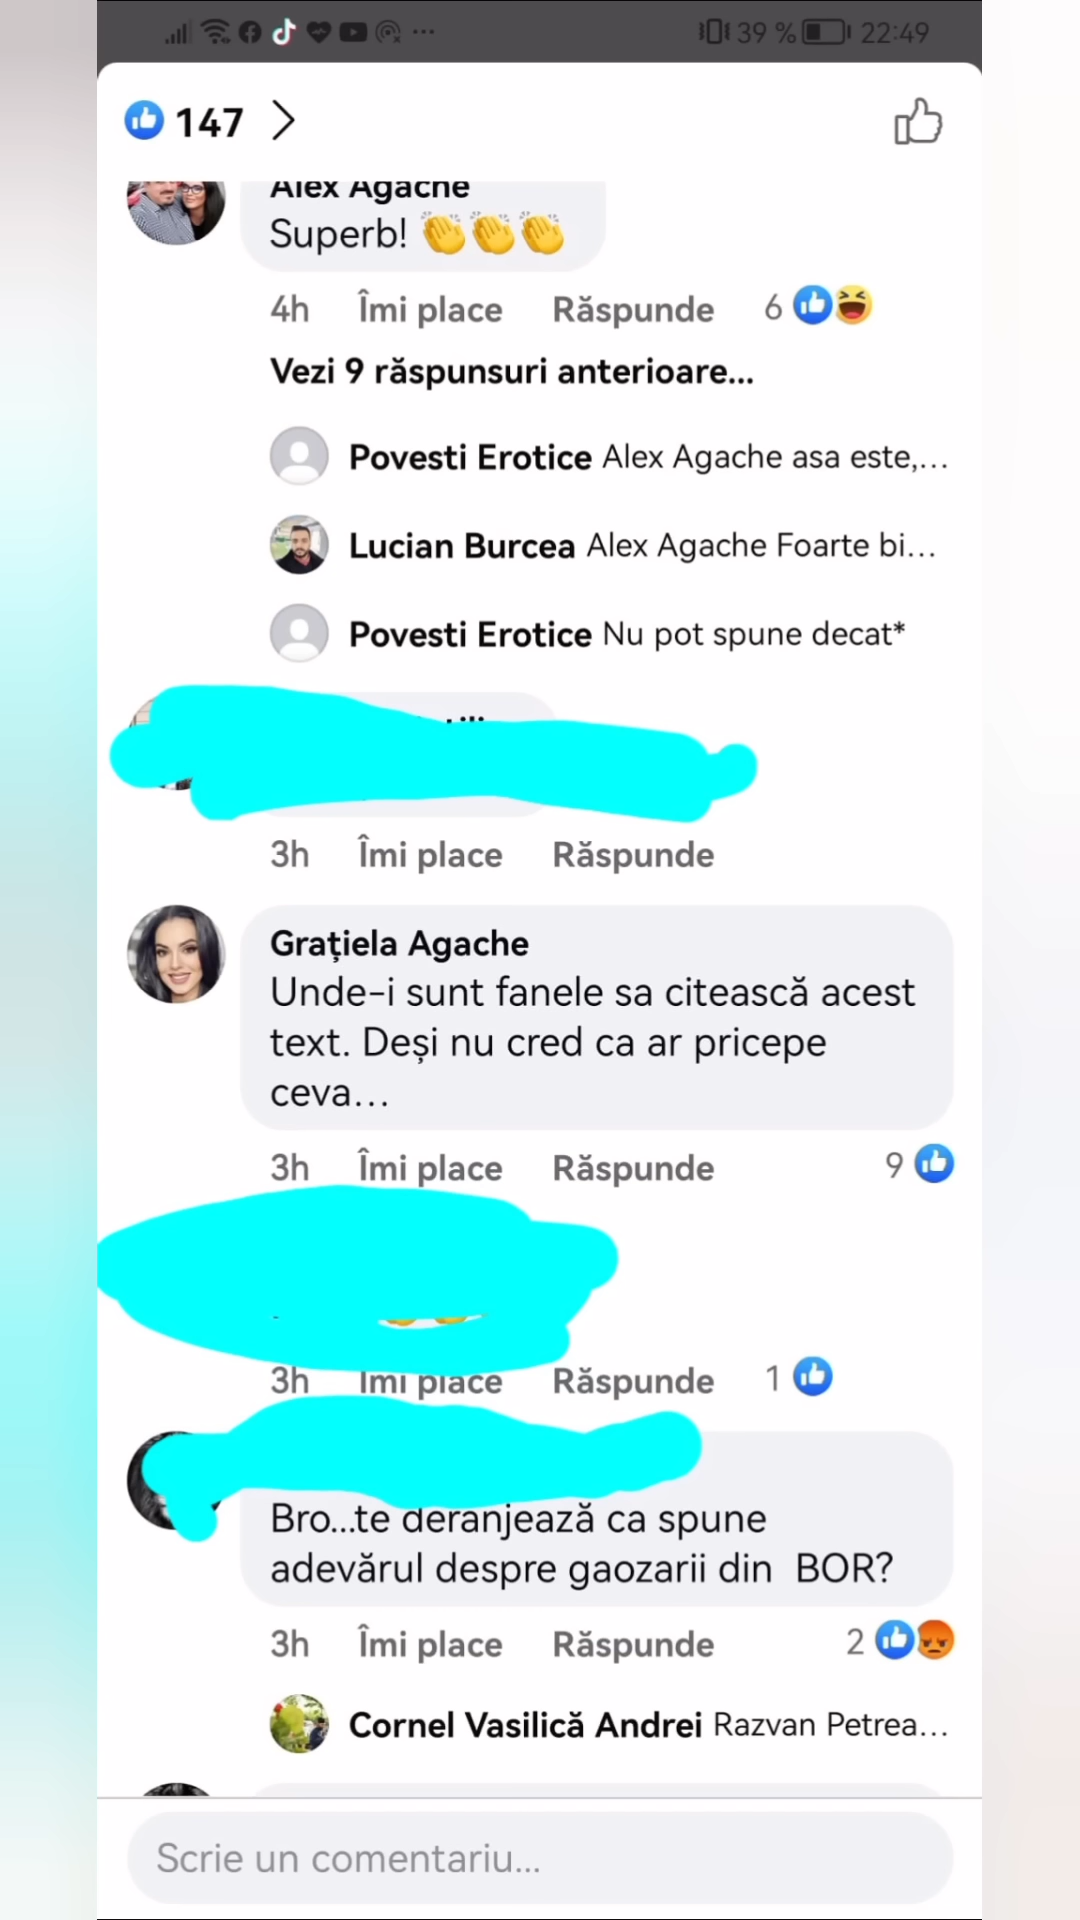 39 % 22:49
147
Alex Agache
Superb! 👏👏👏
4h Îmi place Răspunde 6
Vezi 9 răspunsuri anterioare...
Povesti Erotice Alex Agache asa este,...
Lucian Burcea Alex Agache Foarte bi...
Povesti Erotice Nu pot spune decat*
3h Îmi place Răspunde
Grațiela Agache
Unde-i sunt fanele sa citească acest
text. Deși nu cred ca ar pricepe
ceva...
3h Îmi place Răspunde 9
3h Îmi place Răspunde 1
Bro...te deranjează ca spune
adevărul despre gaozarii din BOR?
3h Îmi place Răspunde 2
Cornel Vasilică Andrei Razvan Petrea...
Scrie un comentariu...